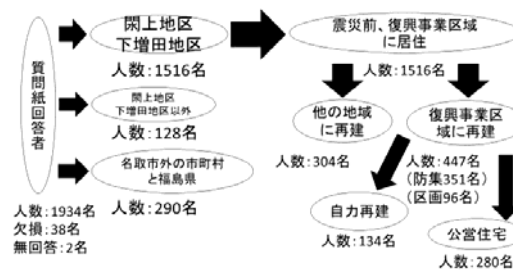 質問紙回答者
人数：1934名
欠損：38名
無回答：2名
閖上地区
下増田地区
人数：1516名
閖上地区
下増田地区以外
人数：128名
名取市外の市町村
と福島県
人数：290名
震災前、復興事業区域
に居住
人数：1516名
他の地域
に再建
人数：304名
復興事業区
域に再建
人数：447名
（防集351名）
（区画96名）
自力再建
人数：134名
公営住宅
人数：280名